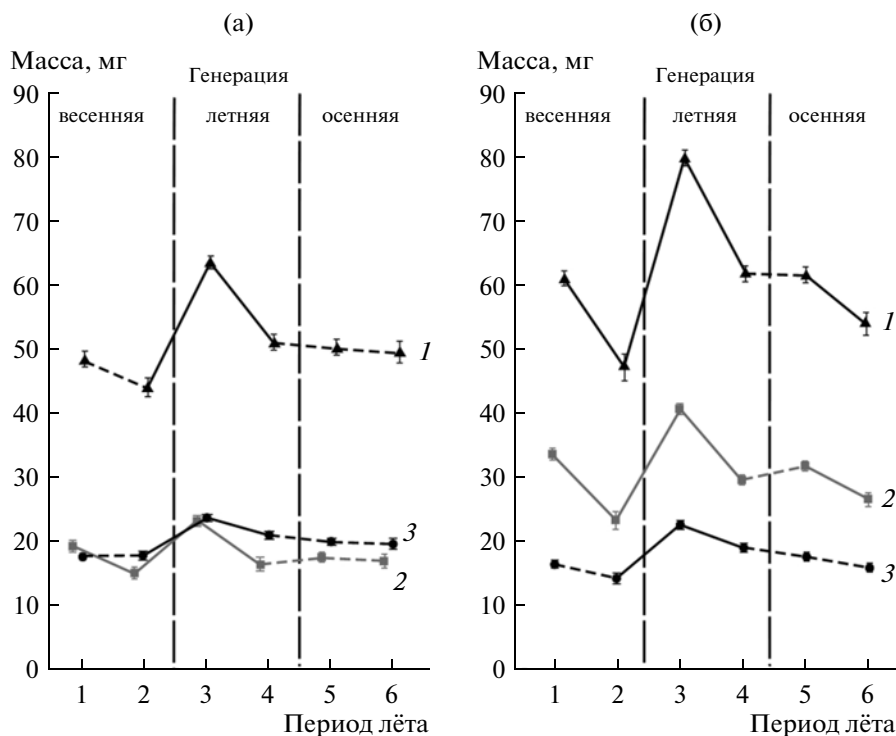 (а)
Масса, мг
Генерация
90
весенняя
летняя
осенняя
80
70
60
50
40
30
20
10
0
1
3
2
1 2 3 4 5 6
Период лёта
(б)
Масса, мг
Генерация
90
весенняя
летняя
осенняя
80
70
60
50
40
30
20
10
0
1
2
3
1 2 3 4 5 6
Период лёта